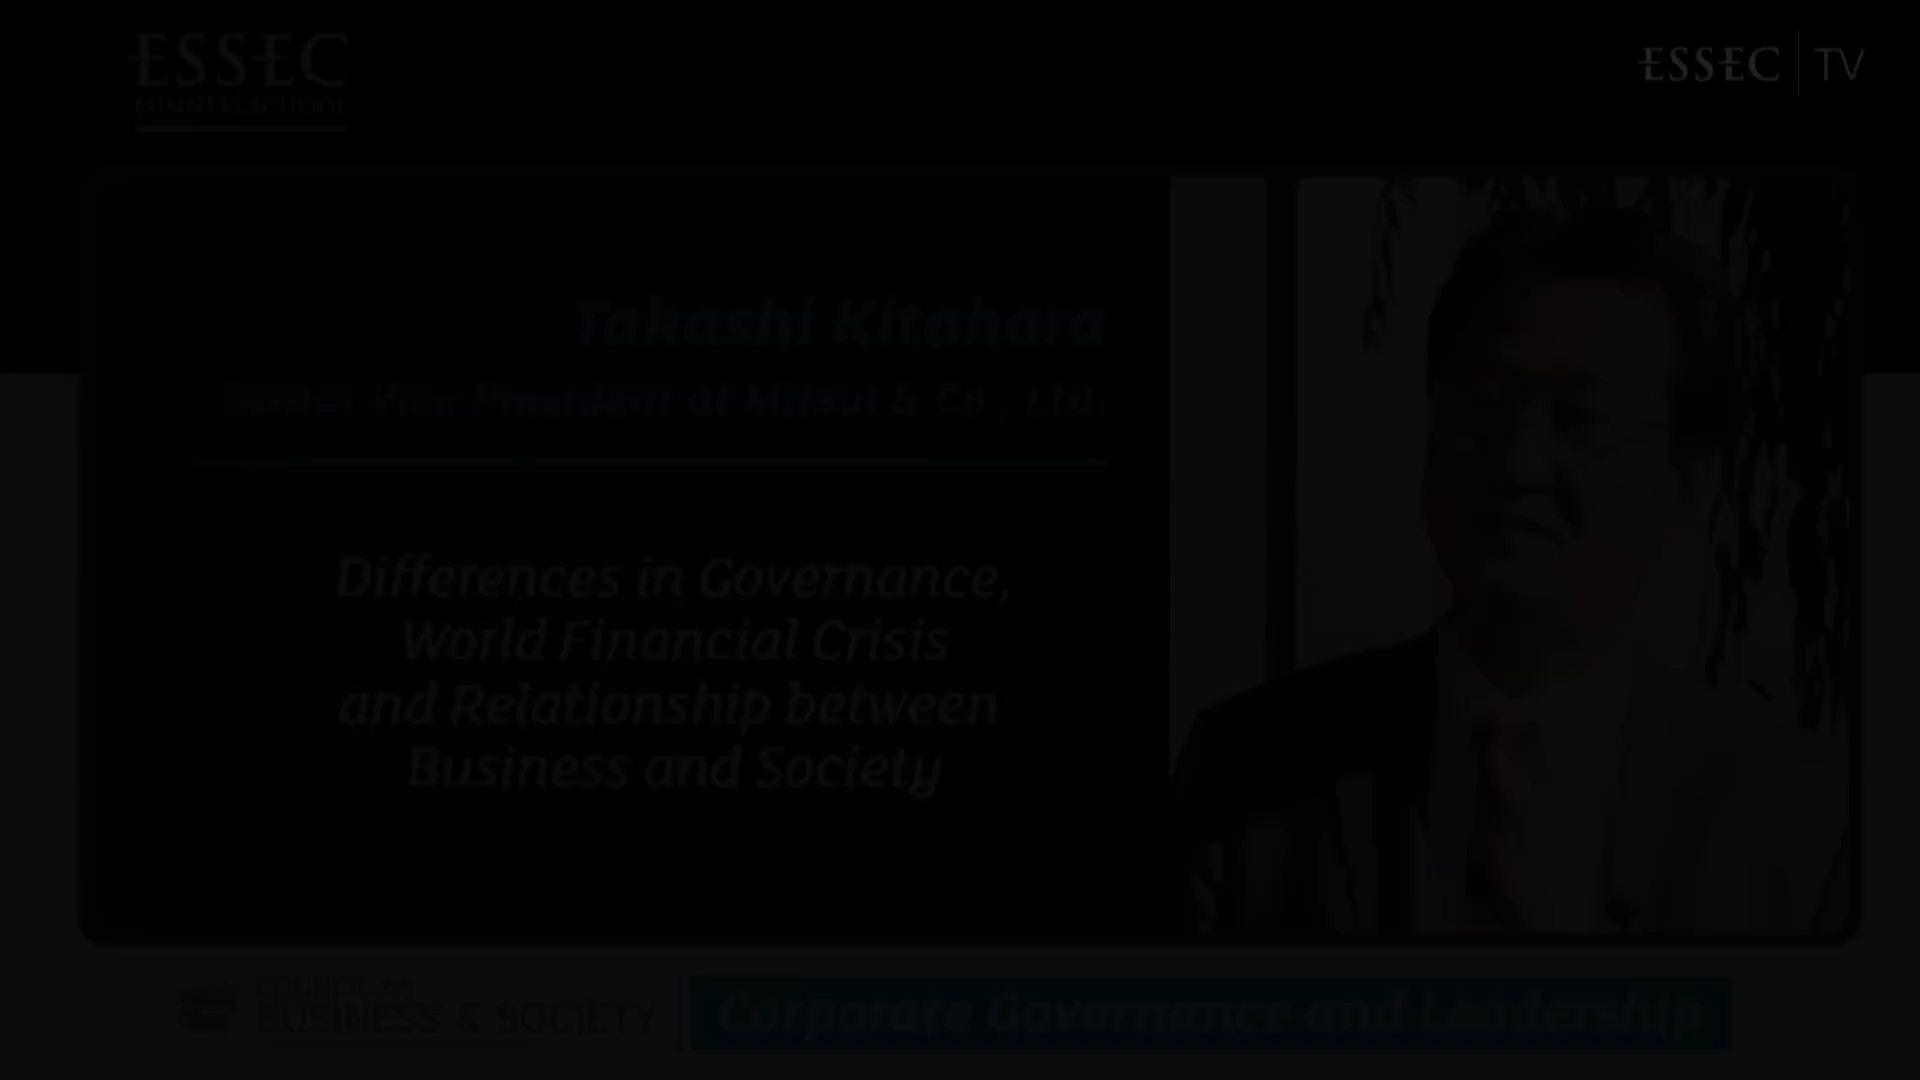 ESSEC
BUSINESS SCHOOL
ESSEC | TV
Takashi Kitahara
Senior Vice President at Mitsui & Co., Ltd.
Differences in Governance,
World Financial Crisis
and Relationship between
Business and Society
COUNCIL on
BUSINESS & SOCIETY
Corporate Governance and Leadership